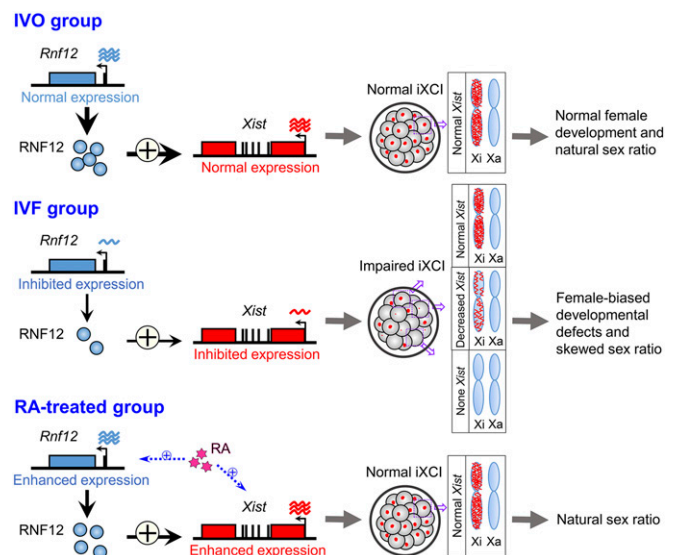 IVO group
Rnf12
Normal expression
RNF12
Xist
Normal expression
Normal iXCI
Normal Xist
Xi Xa
Normal female
development and
natural sex ratio
IVF group
Rnf12
Inhibited expression
RNF12
Xist
Inhibited expression
Impaired iXCI
Normal Xist
Xi Xa
Decreased Xist
Xi Xa
None Xist
Female-biased
developmental
defects and
skewed sex ratio
RA-treated group
Rnf12
Enhanced expression
RNF12
RA
Xist
Enhanced expression
Normal iXCI
Normal Xist
Xi Xa
Natural sex ratio